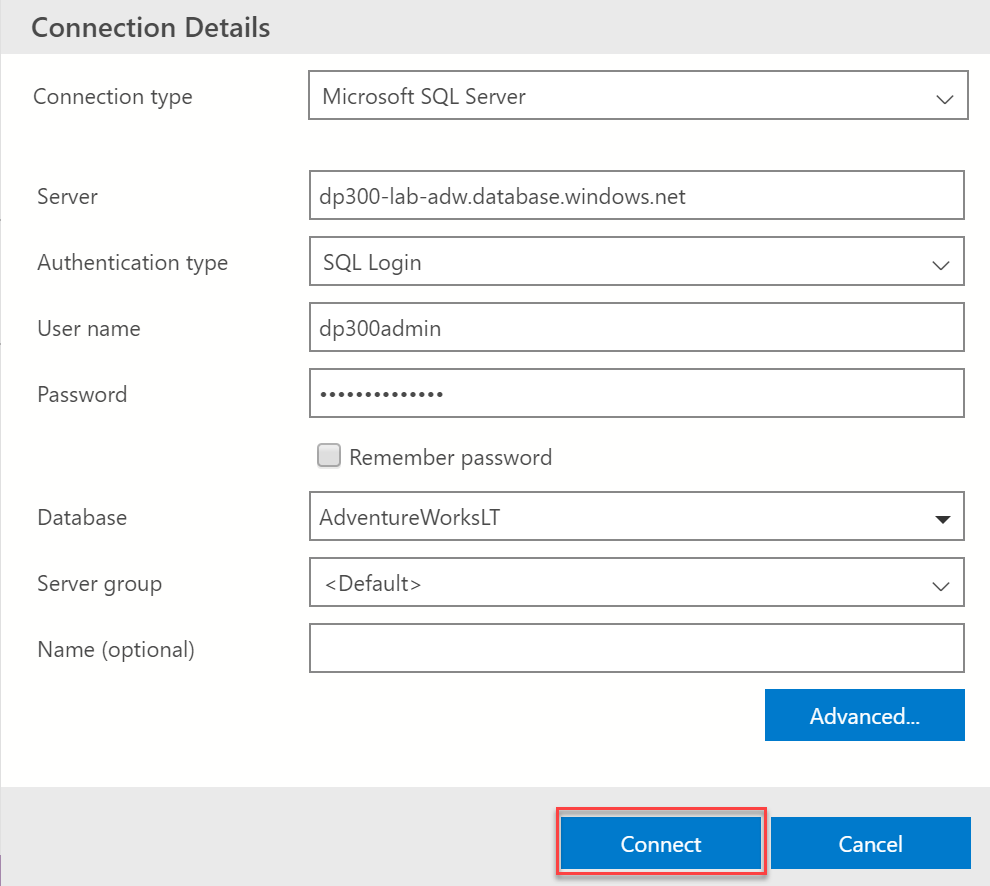 Connection Details
Connection type Microsoft SQL Server
Server dp300-lab-adw.database.windows.net
Authentication type SQL Login
User name dp300admin
Password ••••••••••••••
Remember password
Database AdventureWorksLT
Server group <Default>
Name (optional)
Advanced...
Connect Cancel